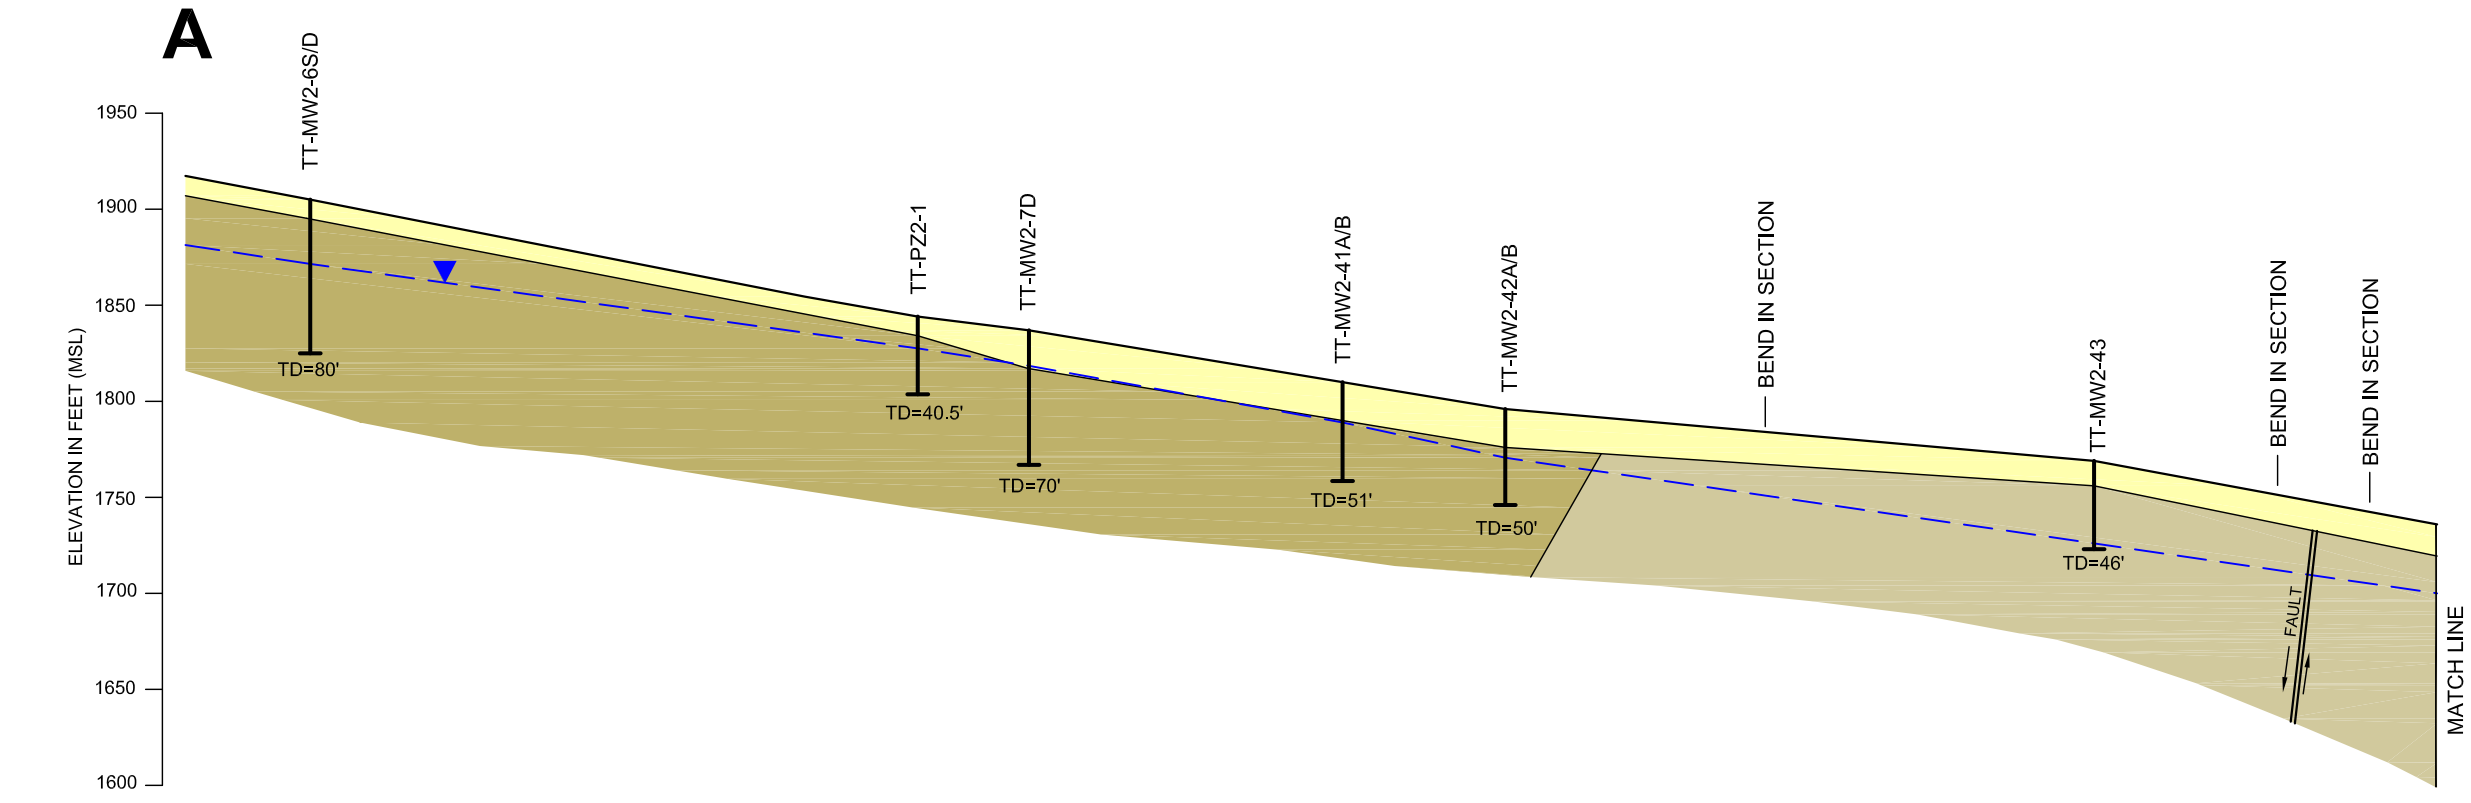 A
TT-MW2-6S/D
TT-PZ2-1
TT-MW2-7D
TT-MW2-41A/B
TT-MW2-42A/B
BEND IN SECTION
TT-MW2-43
BEND IN SECTION
BEND IN SECTION
ELEVATION IN FEET (MSL)
1950
1900
1850
1800
1750
1700
1650
1600
TD=80'
TD=40.5'
TD=70'
TD=51'
TD=50'
TD=46'
FAULT
MATCH LINE